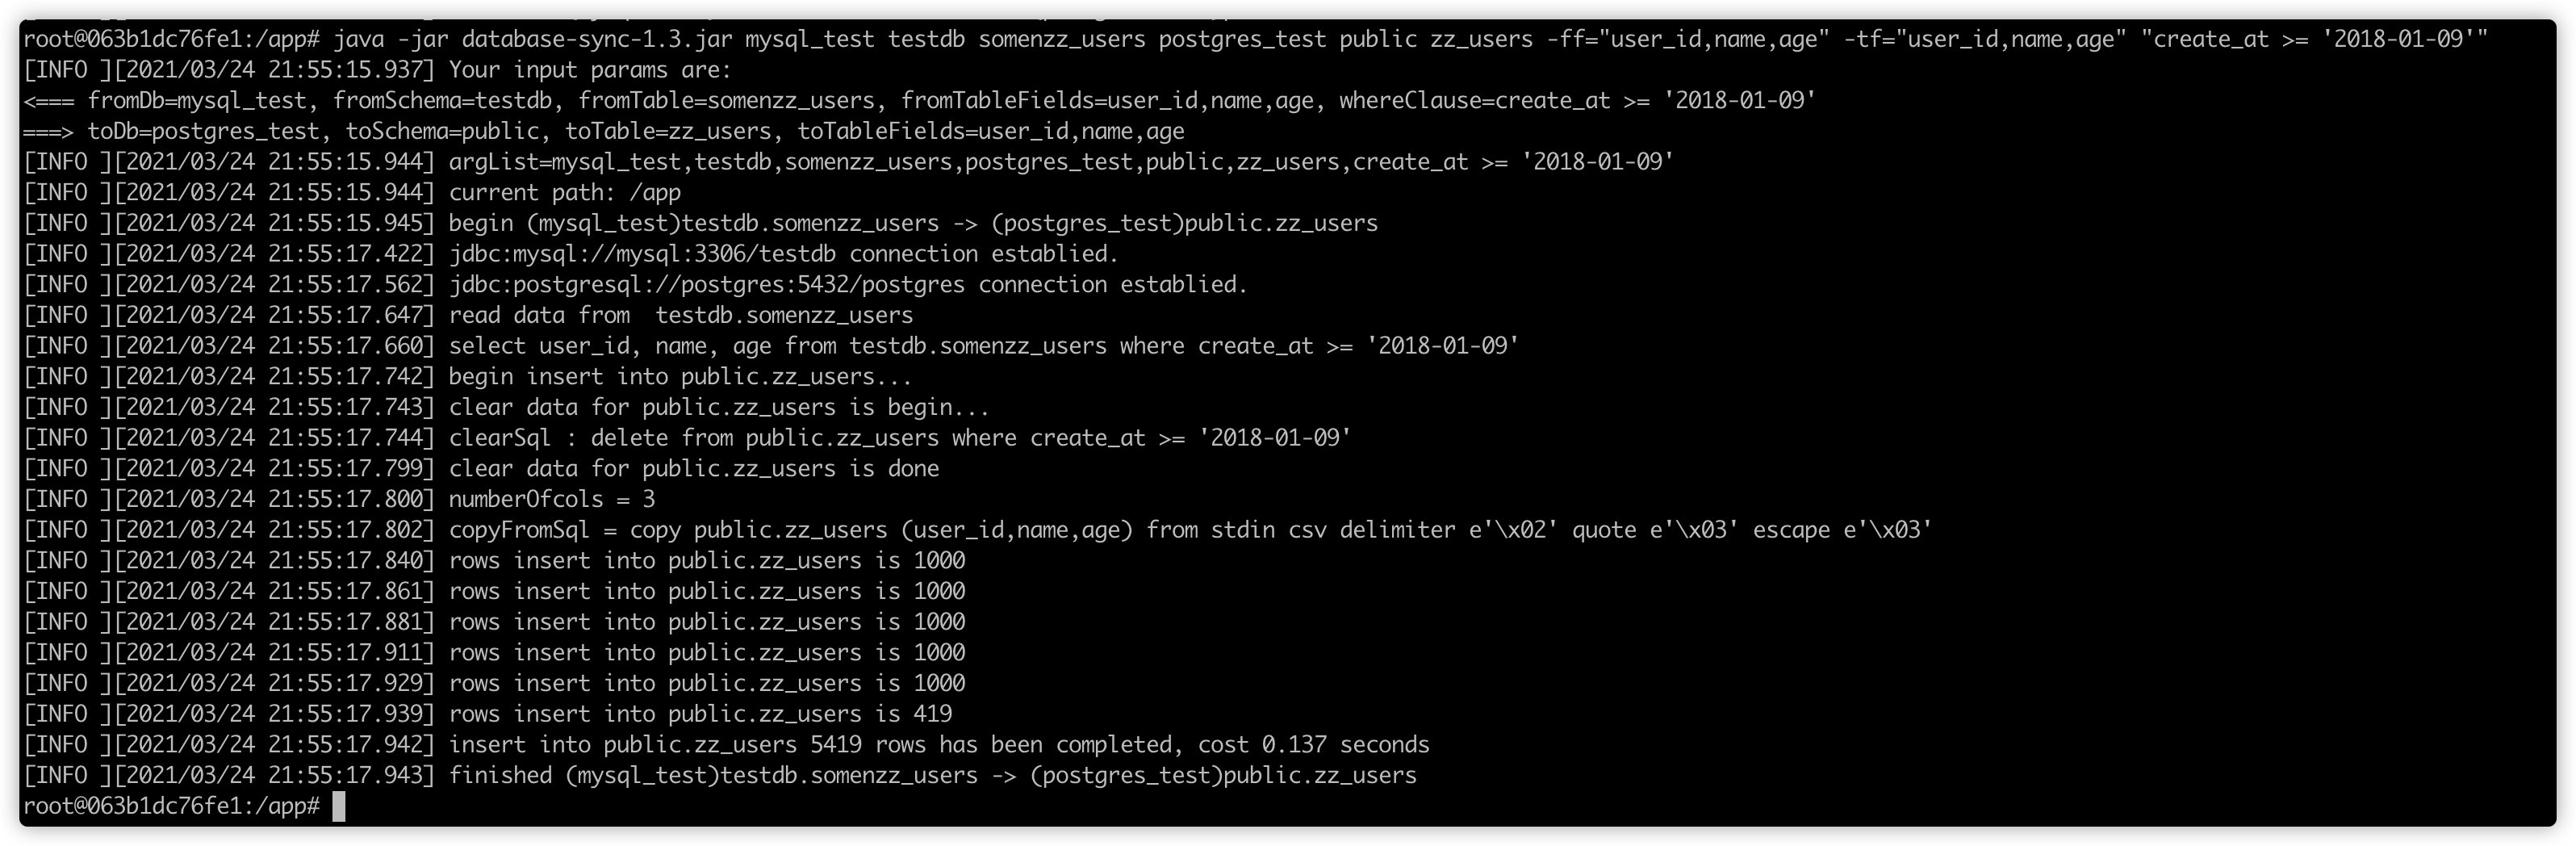 root@063b1dc76fe1:/app# java -jar database-sync-1.3.jar mysql_test testdb somenzz_users postgres_test public zz_users -ff="user_id,name,age" -tf="user_id,name,age" "create_at >= '2018-01-09'"
[INFO ][2021/03/24 21:55:15.937] Your input params are:
<=== fromDb=mysql_test, fromSchema=testdb, fromTable=somenzz_users, fromTableFields=user_id,name,age, whereClause=create_at >= '2018-01-09'
===> toDb=postgres_test, toSchema=public, toTable=zz_users, toTableFields=user_id,name,age
[INFO ][2021/03/24 21:55:15.944] argList=mysql_test,testdb,somenzz_users,postgres_test,public,zz_users,create_at >= '2018-01-09'
[INFO ][2021/03/24 21:55:15.944] current path: /app
[INFO ][2021/03/24 21:55:15.945] begin (mysql_test)testdb.somenzz_users -> (postgres_test)public.zz_users
[INFO ][2021/03/24 21:55:17.422] jdbc:mysql://mysql:3306/testdb connection establied.
[INFO ][2021/03/24 21:55:17.562] jdbc:postgresql://postgres:5432/postgres connection establied.
[INFO ][2021/03/24 21:55:17.647] read data from  testdb.somenzz_users
[INFO ][2021/03/24 21:55:17.660] select user_id, name, age from testdb.somenzz_users where create_at >= '2018-01-09'
[INFO ][2021/03/24 21:55:17.742] begin insert into public.zz_users...
[INFO ][2021/03/24 21:55:17.743] clear data for public.zz_users is begin...
[INFO ][2021/03/24 21:55:17.744] clearSql : delete from public.zz_users where create_at >= '2018-01-09'
[INFO ][2021/03/24 21:55:17.799] clear data for public.zz_users is done
[INFO ][2021/03/24 21:55:17.800] numberOfcols = 3
[INFO ][2021/03/24 21:55:17.802] copyFromSql = copy public.zz_users (user_id,name,age) from stdin csv delimiter e'\x02' quote e'\x03' escape e'\x03'
[INFO ][2021/03/24 21:55:17.840] rows insert into public.zz_users is 1000
[INFO ][2021/03/24 21:55:17.861] rows insert into public.zz_users is 1000
[INFO ][2021/03/24 21:55:17.881] rows insert into public.zz_users is 1000
[INFO ][2021/03/24 21:55:17.911] rows insert into public.zz_users is 1000
[INFO ][2021/03/24 21:55:17.929] rows insert into public.zz_users is 1000
[INFO ][2021/03/24 21:55:17.939] rows insert into public.zz_users is 419
[INFO ][2021/03/24 21:55:17.942] insert into public.zz_users 5419 rows has been completed, cost 0.137 seconds
[INFO ][2021/03/24 21:55:17.943] finished (mysql_test)testdb.somenzz_users -> (postgres_test)public.zz_users
root@063b1dc76fe1:/app#